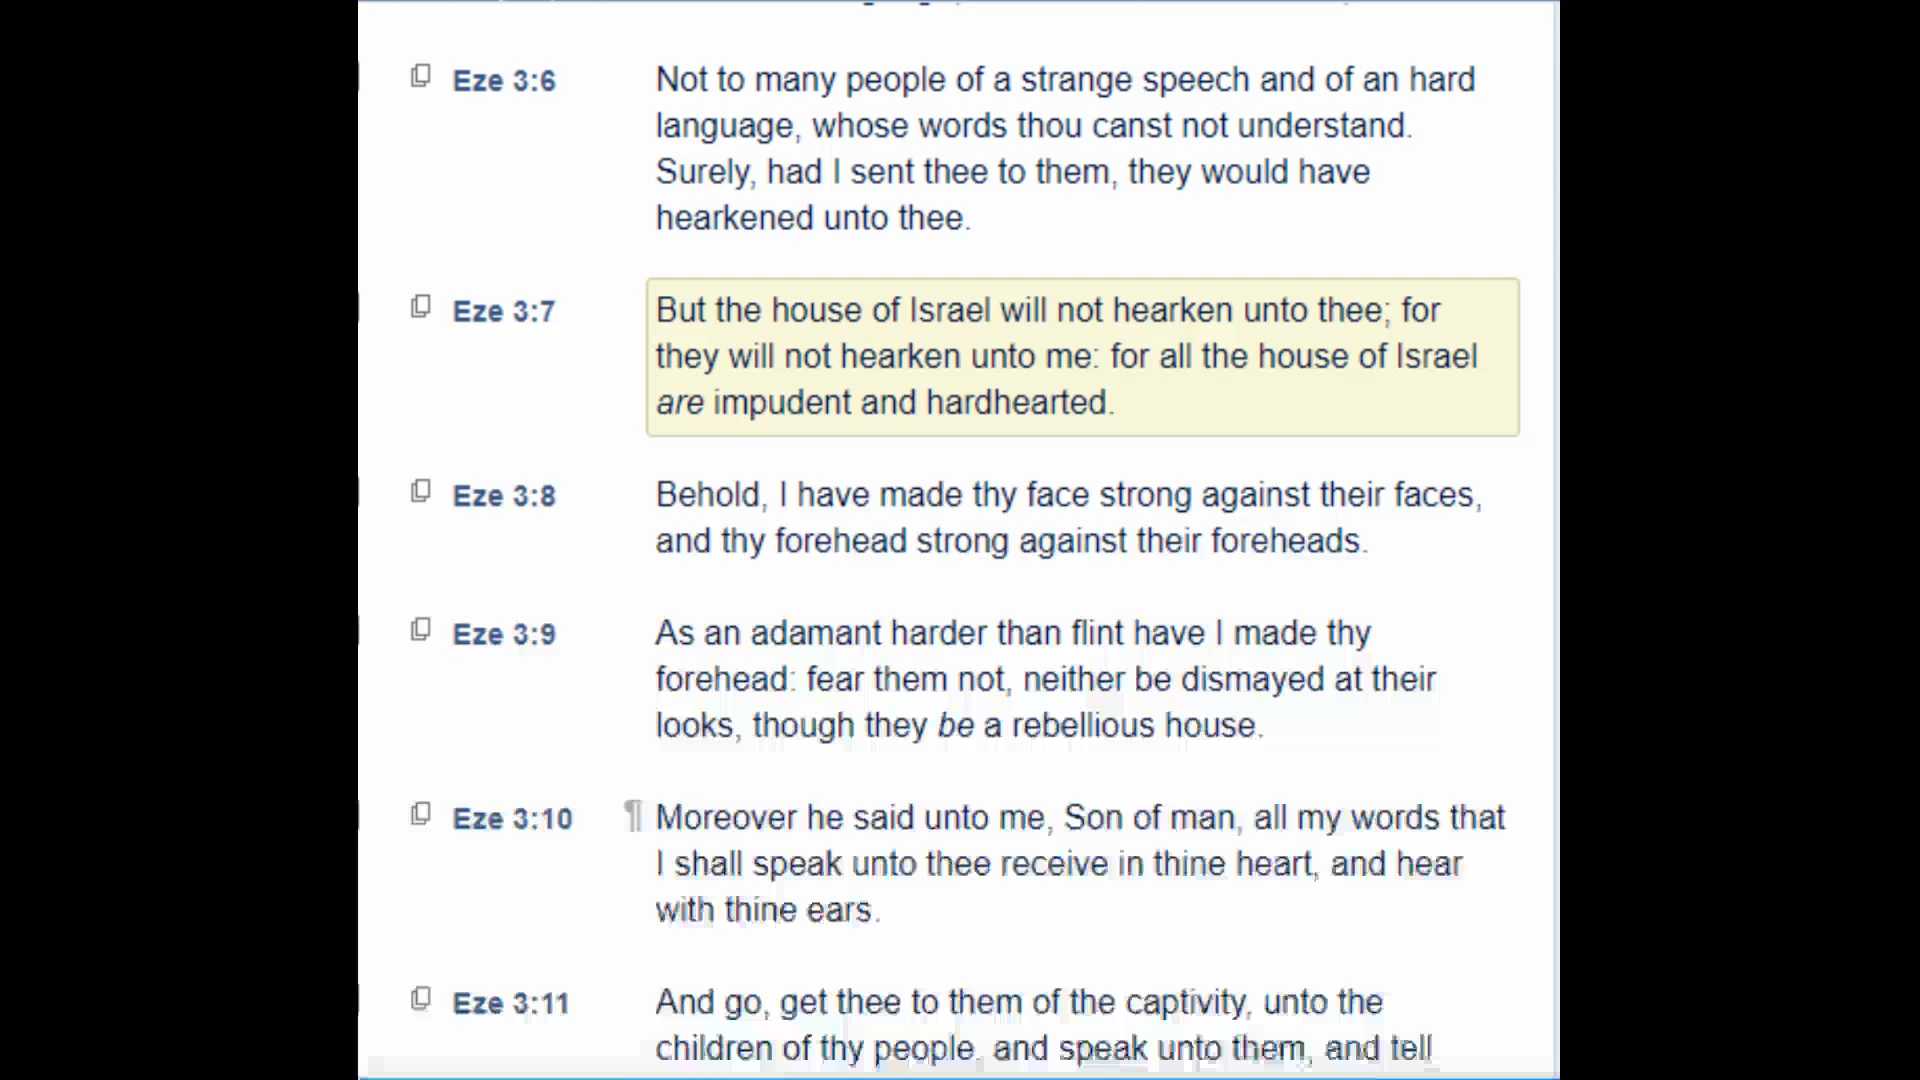 Eze 3:6 Not to many people of a strange speech and of an hard
language, whose words thou canst not understand.
Surely, had I sent thee to them, they would have
hearkened unto thee.
Eze 3:7 But the house of Israel will not hearken unto thee; for
they will not hearken unto me: for all the house of Israel
are impudent and hardhearted.
Eze 3:8 Behold, I have made thy face strong against their faces,
and thy forehead strong against their foreheads.
Eze 3:9 As an adamant harder than flint have I made thy
forehead: fear them not, neither be dismayed at their
looks, though they be a rebellious house.
Eze 3:10 ¶ Moreover he said unto me, Son of man, all my words that
I shall speak unto thee receive in thine heart, and hear
with thine ears.
Eze 3:11 And go, get thee to them of the captivity, unto the
children of thy people, and speak unto them, and tell